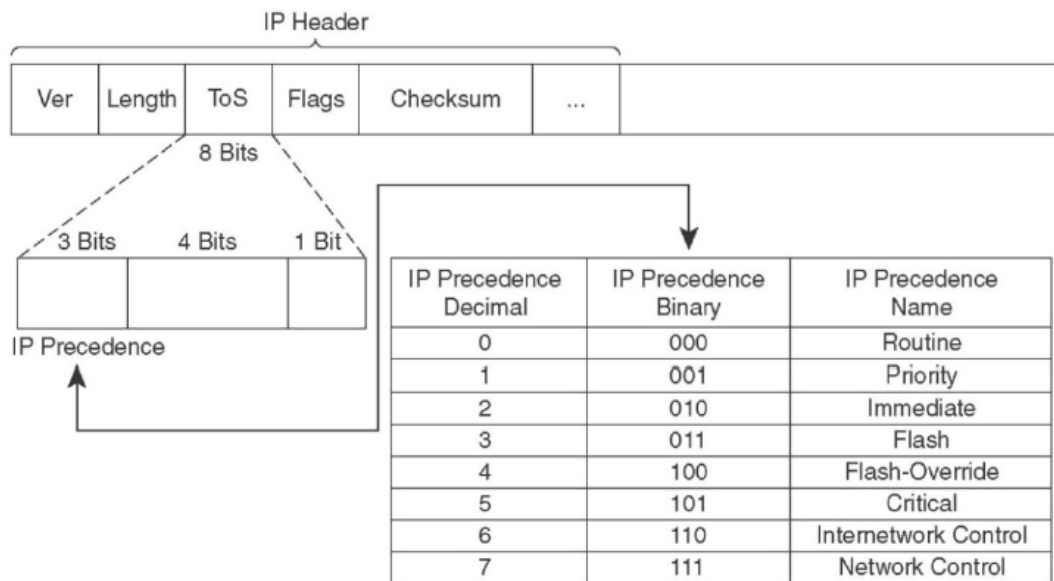 IP Header
Ver Length ToS Flags Checksum ...
8 Bits
3 Bits 4 Bits 1 Bit
IP Precedence
IP Precedence Decimal IP Precedence Binary IP Precedence Name
0 000 Routine
1 001 Priority
2 010 Immediate
3 011 Flash
4 100 Flash-Override
5 101 Critical
6 110 Internetwork Control
7 111 Network Control